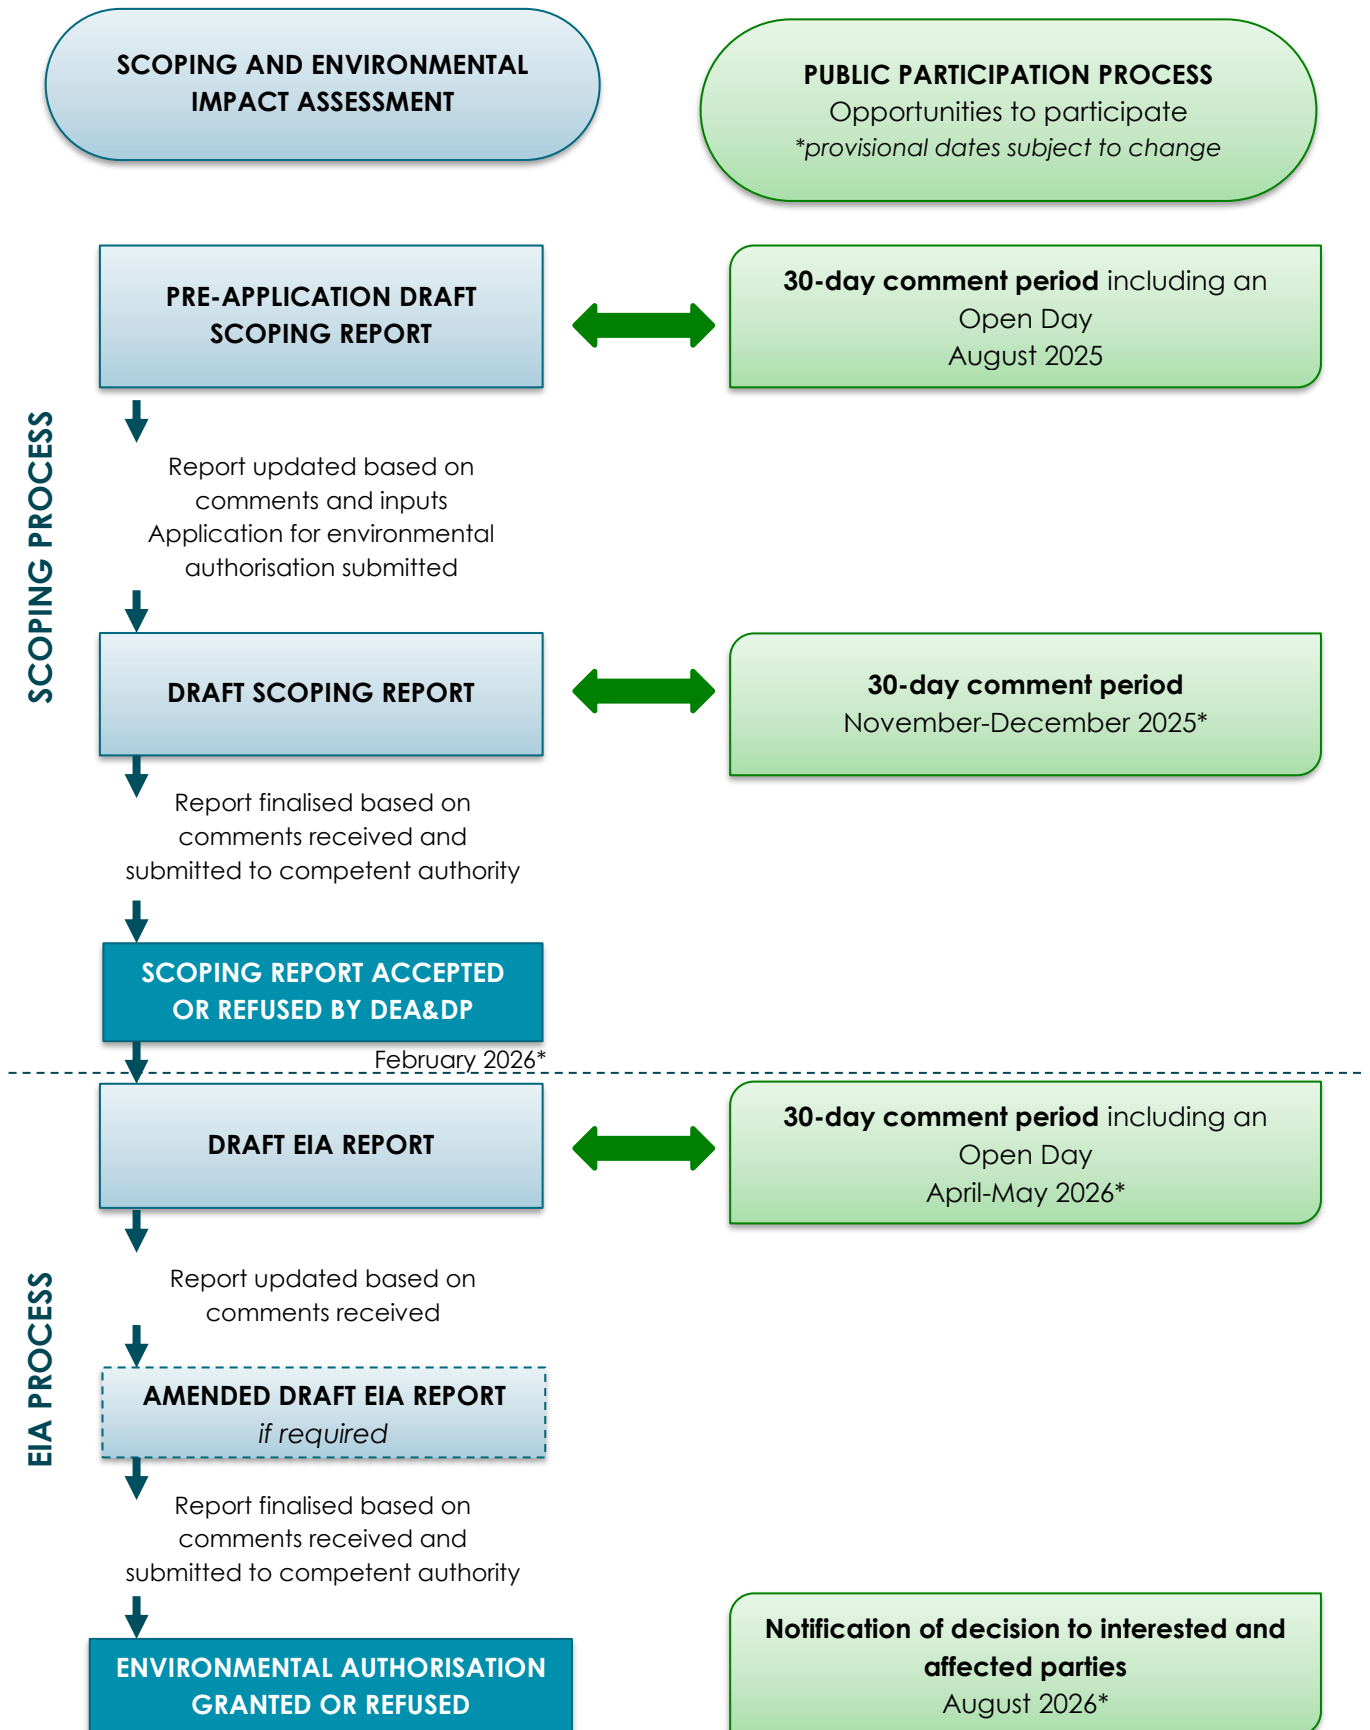 SCOPING AND ENVIRONMENTAL
IMPACT ASSESSMENT
PUBLIC PARTICIPATION PROCESS
Opportunities to participate
*provisional dates subject to change
SCOPING PROCESS
PRE-APPLICATION DRAFT
SCOPING REPORT
30-day comment period including an
Open Day
August 2025
Report updated based on
comments and inputs
Application for environmental
authorisation submitted
DRAFT SCOPING REPORT
30-day comment period
November-December 2025*
Report finalised based on
comments received and
submitted to competent authority
SCOPING REPORT ACCEPTED
OR REFUSED BY DEA&DP
February 2026*
EIA PROCESS
DRAFT EIA REPORT
30-day comment period including an
Open Day
April-May 2026*
Report updated based on
comments received
AMENDED DRAFT EIA REPORT
if required
Report finalised based on
comments received and
submitted to competent authority
ENVIRONMENTAL AUTHORISATION
GRANTED OR REFUSED
Notification of decision to interested and
affected parties
August 2026*